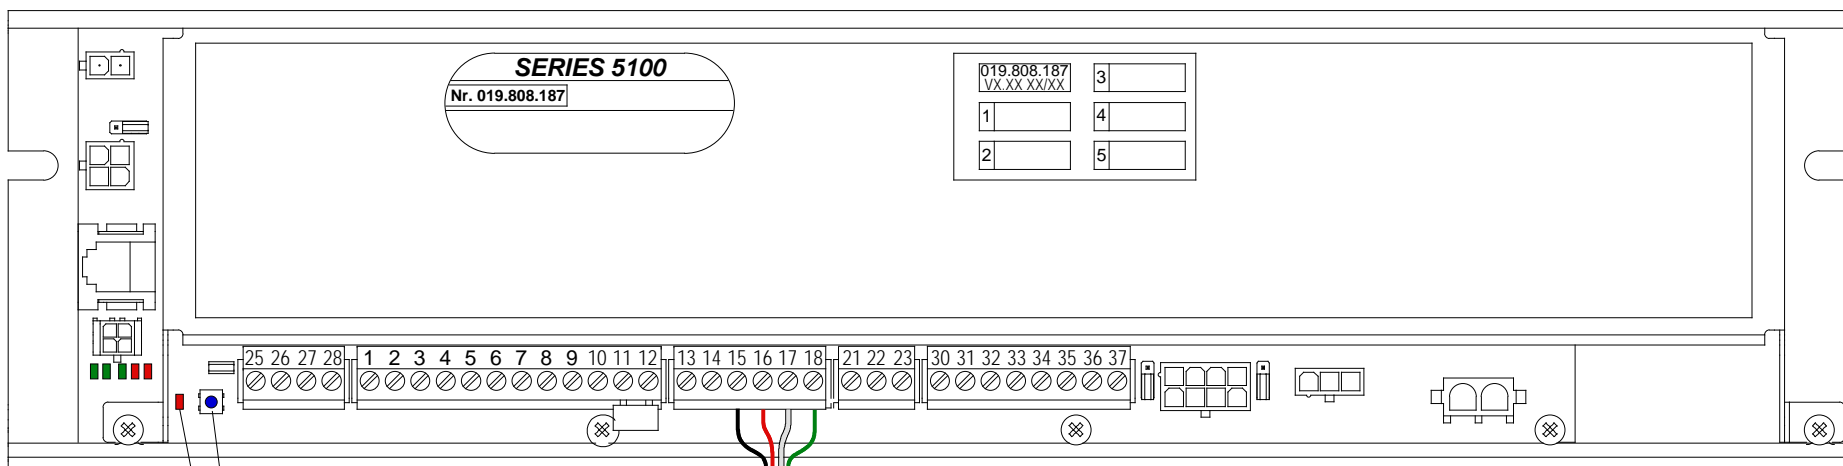 SERIES 5100
Nr. 019.808.187
019.808.187
VX.XX XX/XX
1
2
3
4
5
25 26 27 28 1 2 3 4 5 6 7 8 9 10 11 12 13 14 15 16 17 18 21 22 23 30 31 32 33 34 35 36 37